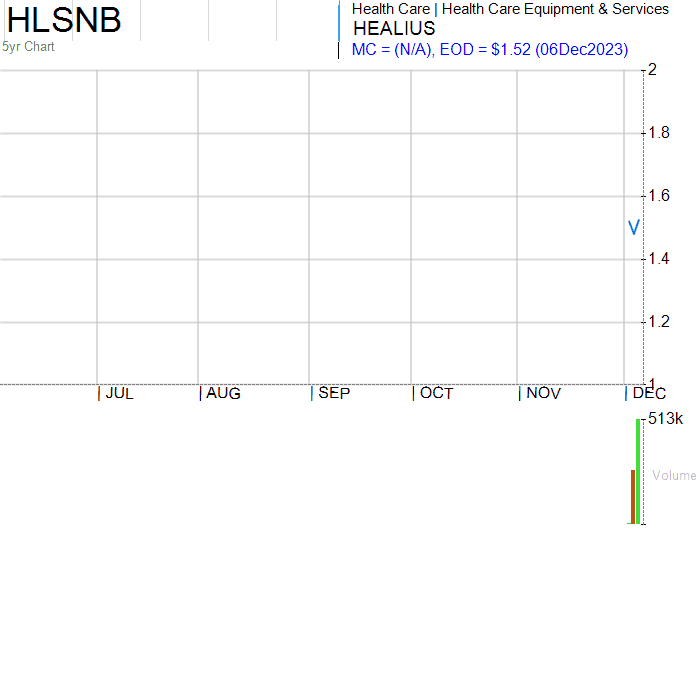 HLSNB
5yr Chart
Health Care | Health Care Equipment & Services
HEALIUS
MC = (N/A), EOD = $1.52 (06Dec2023)
2
1.8
1.6
1.4
1.2
1
JUL AUG SEP OCT NOV DEC
513k
Volume